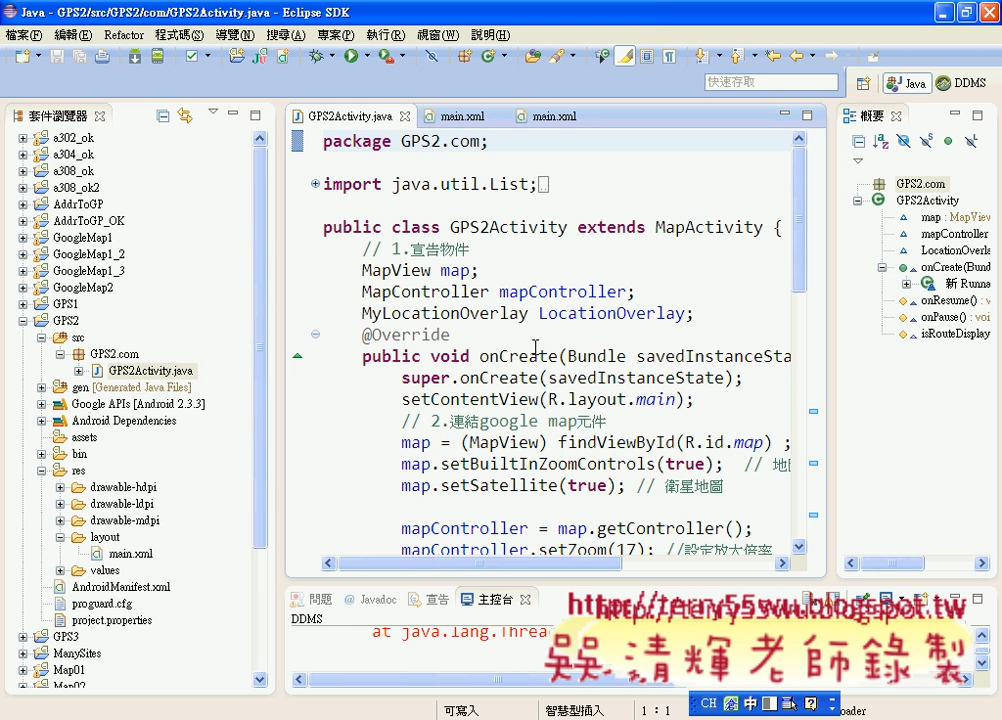 Java - GPS2/src/GPS2/com/GPS2Activity.java - Eclipse SDK
檔案(F) 編輯(E) Refactor 程式碼(S) 導覽(N) 搜尋(A) 專案(P) 執行(R) 視窗(W) 說明(H)
快速存取
Java
DDMS
套件瀏覽器
a302_ok
a304_ok
a308_ok
a308_ok2
AddrToGP
AddrToGP_OK
GoogleMap1
GoogleMap1_2
GoogleMap1_3
GoogleMap2
GPS1
GPS2
src
GPS2.com
GPS2Activity.java
gen [Generated Java Files]
Google APIs [Android 2.3.3]
Android Dependencies
assets
bin
res
drawable-hdpi
drawable-ldpi
drawable-mdpi
layout
main.xml
values
AndroidManifest.xml
proguard.cfg
project.properties
GPS3
ManySites
Map01
Map02
GPS2Activity.java
main.xml
main.xml
package GPS2.com;
import java.util.List;
public class GPS2Activity extends MapActivity {
// 1.宣告物件
MapView map;
MapController mapController;
MyLocationOverlay LocationOverlay;
@Override
public void onCreate(Bundle savedInstanceSta
super.onCreate(savedInstanceState);
setContentView(R.layout.main);
// 2.連結google map元件
map = (MapView) findViewById(R.id.map) ;
map.setBuiltInZoomControls(true); // 地
map.setSatellite(true); // 衛星地圖
mapController = map.getController();
mapController.setZoom(17); //設定放大倍率
概要
GPS2.com
GPS2Activity
map : MapView
mapController
LocationOverla
onCreate(Bund
新 Runna
onResume() :
onPause() : voi
isRouteDisplay
問題
@ Javadoc
宣告
主控台
DDMS
at java.lang.Threa
http://terry55wu.blogspot.tw
吳清輝老師錄製
可寫入
智慧型插入
1 : 1
CH
中
oader